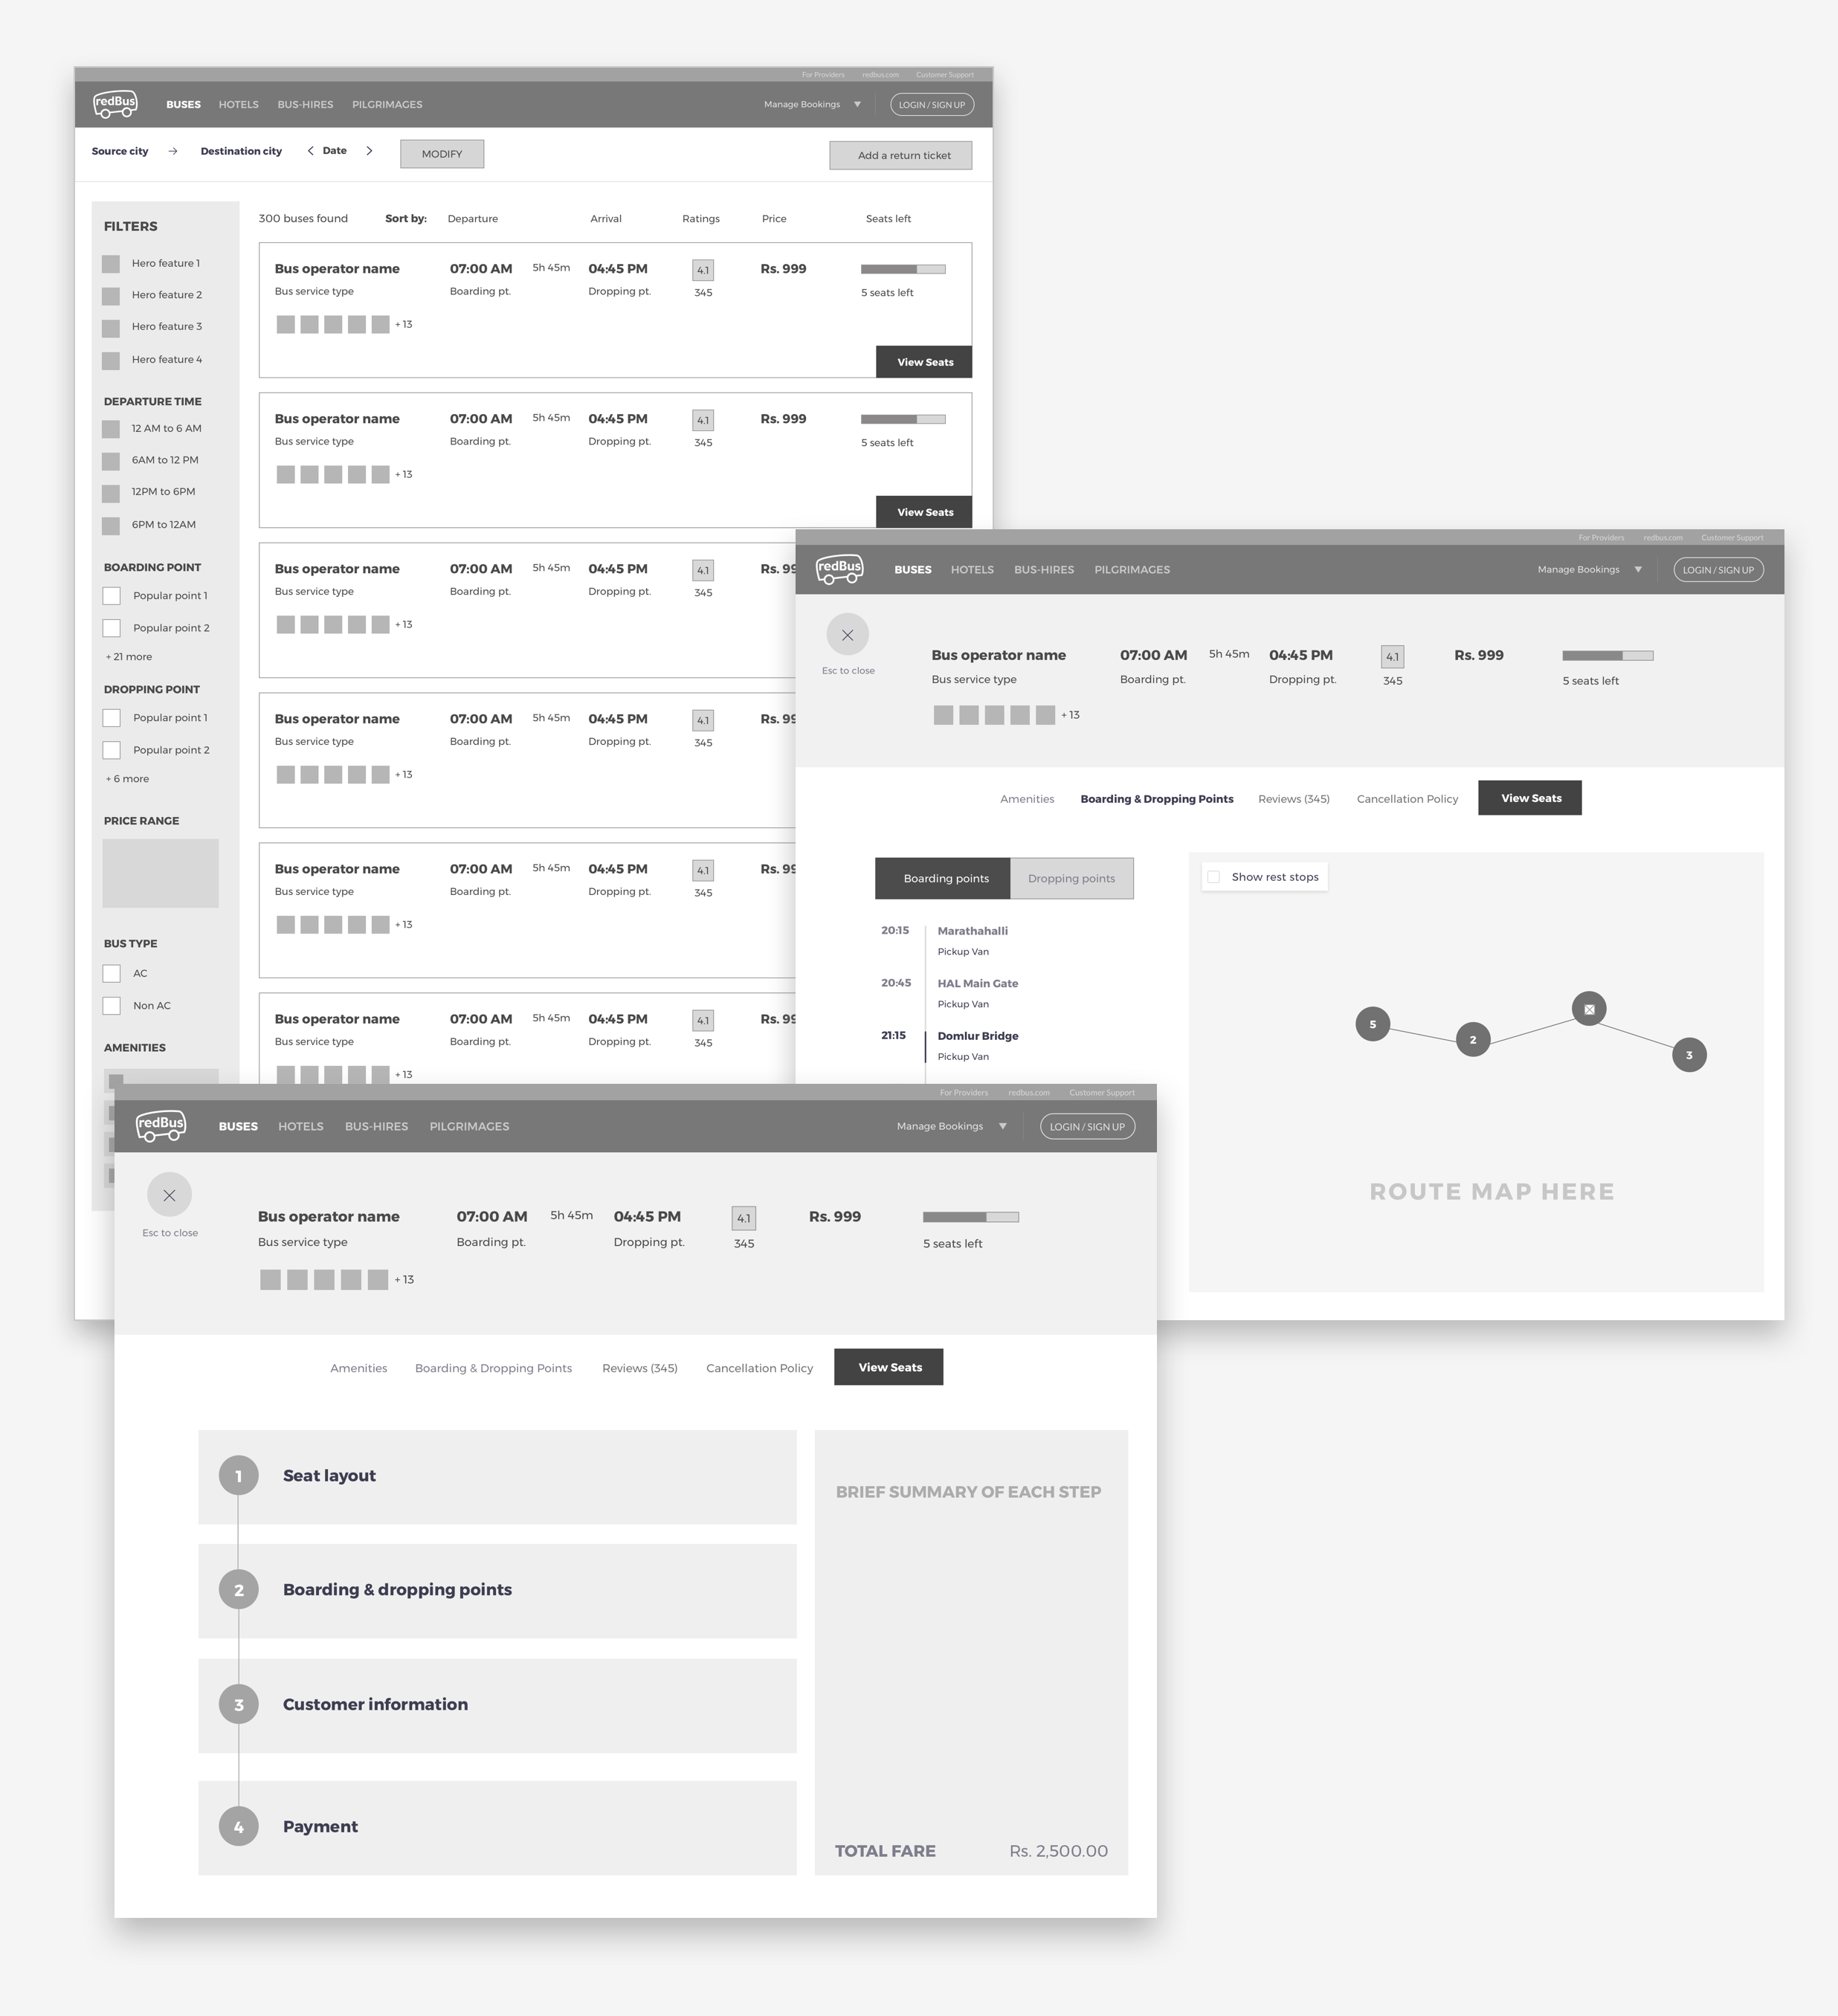 For Providers redbus.com Customer Support
redBus BUSES HOTELS BUS-HIRES PILGRIMAGES Manage Bookings LOGIN / SIGN UP
Source city → Destination city < Date > MODIFY Add a return ticket
FILTERS
Hero feature 1
Hero feature 2
Hero feature 3
Hero feature 4
DEPARTURE TIME
12 AM to 6 AM
6AM to 12 PM
12PM to 6PM
6PM to 12AM
BOARDING POINT
Popular point 1
Popular point 2
+ 21 more
DROPPING POINT
Popular point 1
Popular point 2
+ 6 more
PRICE RANGE
BUS TYPE
AC
Non AC
AMENITIES
300 buses found Sort by: Departure Arrival Ratings Price Seats left
Bus operator name 07:00 AM 5h 45m 04:45 PM 4.1 Rs. 999
Bus service type Boarding pt. Dropping pt. 345 5 seats left
+ 13
View Seats
Bus operator name 07:00 AM 5h 45m 04:45 PM 4.1 Rs. 999
Bus service type Boarding pt. Dropping pt. 345 5 seats left
+ 13
View Seats
Bus operator name 07:00 AM 5h 45m 04:45 PM 4.1 Rs. 99
Bus service type Boarding pt. Dropping pt. 345
+ 13
Bus operator name 07:00 AM 5h 45m 04:45 PM 4.1 Rs. 99
Bus service type Boarding pt. Dropping pt. 345
+ 13
Bus operator name 07:00 AM 5h 45m 04:45 PM 4.1 Rs. 99
Bus service type Boarding pt. Dropping pt. 345
+ 13
Bus operator name 07:00 AM 5h 45m 04:45 PM 4.1 Rs. 99
Bus service type Boarding pt. Dropping pt. 345
+ 13
For Providers redbus.com Customer Support
redBus BUSES HOTELS BUS-HIRES PILGRIMAGES Manage Bookings LOGIN / SIGN UP
Esc to close
Bus operator name 07:00 AM 5h 45m 04:45 PM 4.1 Rs. 999
Bus service type Boarding pt. Dropping pt. 345 5 seats left
+ 13
Amenities Boarding & Dropping Points Reviews (345) Cancellation Policy View Seats
Boarding points Dropping points
20:15 Marathahalli
Pickup Van
20:45 HAL Main Gate
Pickup Van
21:15 Domlur Bridge
Pickup Van
Show rest stops
5 2 3
ROUTE MAP HERE
For Providers redbus.com Customer Support
redBus BUSES HOTELS BUS-HIRES PILGRIMAGES Manage Bookings LOGIN / SIGN UP
Esc to close
Bus operator name 07:00 AM 5h 45m 04:45 PM 4.1 Rs. 999
Bus service type Boarding pt. Dropping pt. 345 5 seats left
+ 13
Amenities Boarding & Dropping Points Reviews (345) Cancellation Policy View Seats
1 Seat layout
2 Boarding & dropping points
3 Customer information
4 Payment
BRIEF SUMMARY OF EACH STEP
TOTAL FARE Rs. 2,500.00